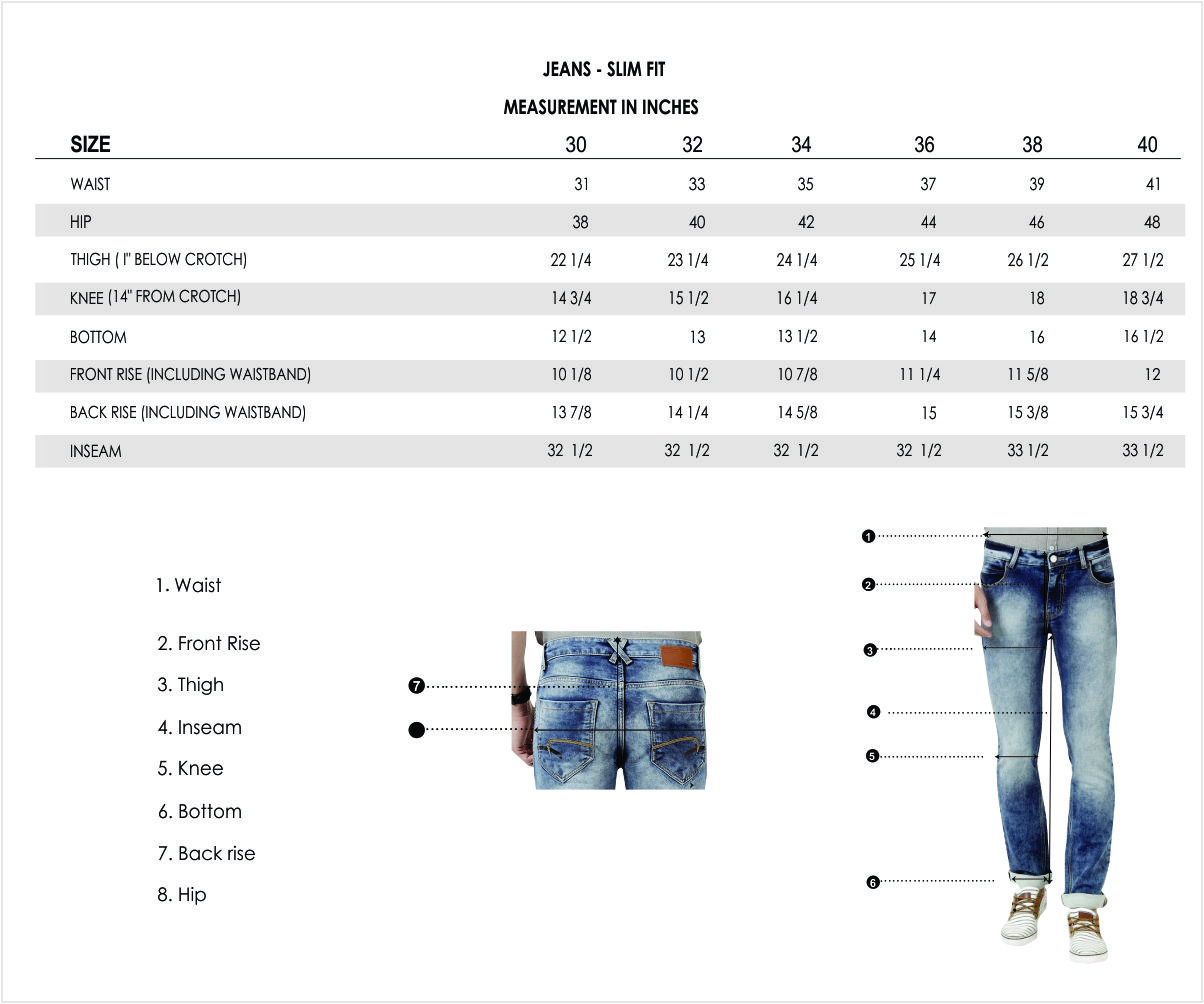 JEANS - SLIM FIT
MEASUREMENT IN INCHES
SIZE 30 32 34 36 38 40
WAIST 31 33 35 37 39 41
HIP 38 40 42 44 46 48
THIGH ( I" BELOW CROTCH) 22 1/4 23 1/4 24 1/4 25 1/4 26 1/2 27 1/2
KNEE (14" FROM CROTCH) 14 3/4 15 1/2 16 1/4 17 18 18 3/4
BOTTOM 12 1/2 13 13 1/2 14 16 16 1/2
FRONT RISE (INCLUDING WAISTBAND) 10 1/8 10 1/2 10 7/8 11 1/4 11 5/8 12
BACK RISE (INCLUDING WAISTBAND) 13 7/8 14 1/4 14 5/8 15 15 3/8 15 3/4
INSEAM 32 1/2 32 1/2 32 1/2 32 1/2 33 1/2 33 1/2
1. Waist
2. Front Rise
3. Thigh
4. Inseam
5. Knee
6. Bottom
7. Back rise
8. Hip
7
1
2
3
4
5
6